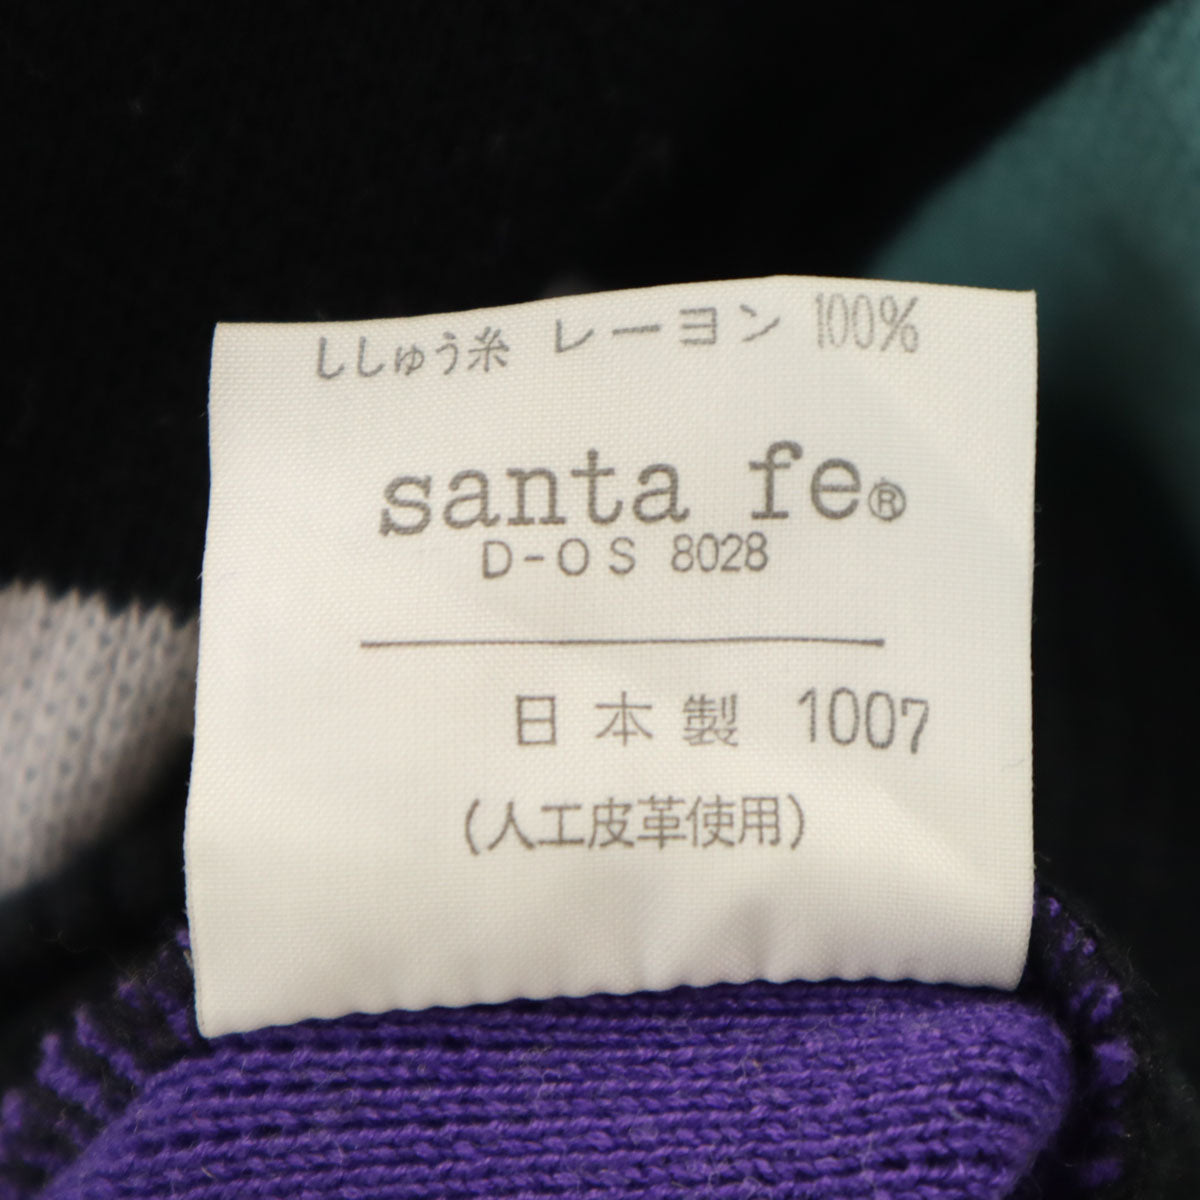 ししゅう糸 レーヨン 100%
santa fe®
D-OS 8028
日本製 1007
(人工皮革使用)